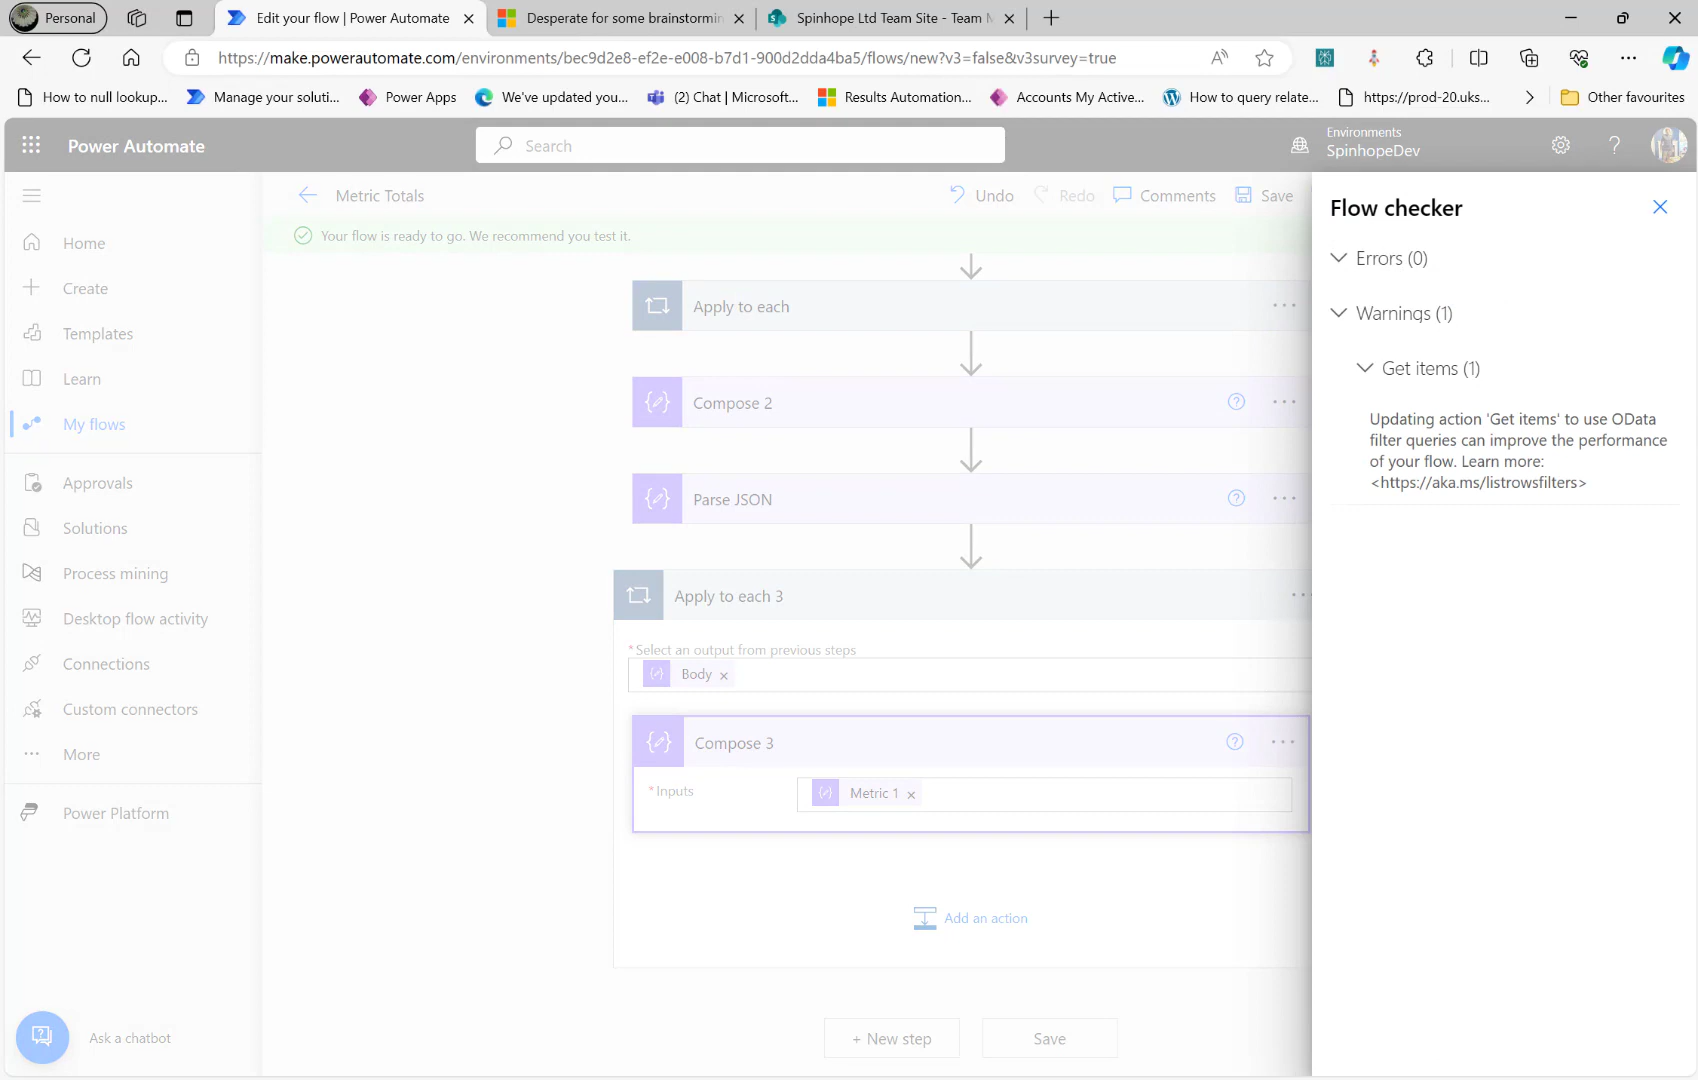 Personal
Edit your flow | Power Automate
Desperate for some brainstormin
Spinhope Ltd Team Site - Team M
https://make.powerautomate.com/environments/bec9d2e8-ef2e-e008-b7d1-900d2dda4ba5/flows/new?v3=false&v3survey=true
How to null lookup...
Manage your soluti...
Power Apps
We've updated you...
(2) Chat | Microsoft...
Results Automation...
Accounts My Active...
How to query relate...
https://prod-20.uks...
Other favourites
Power Automate
Search
Environments
SpinhopeDev
Metric Totals
Undo
Redo
Comments
Save
Your flow is ready to go. We recommend you test it.
Home
Create
Templates
Learn
My flows
Approvals
Solutions
Process mining
Desktop flow activity
Connections
Custom connectors
More
Power Platform
Ask a chatbot
Apply to each
Compose 2
Parse JSON
Apply to each 3
* Select an output from previous steps
Body
Compose 3
* Inputs
Metric 1
Add an action
+ New step
Save
Flow checker
Errors (0)
Warnings (1)
Get items (1)
Updating action 'Get items' to use OData
filter queries can improve the performance
of your flow. Learn more:
<https://aka.ms/listrowsfilters>